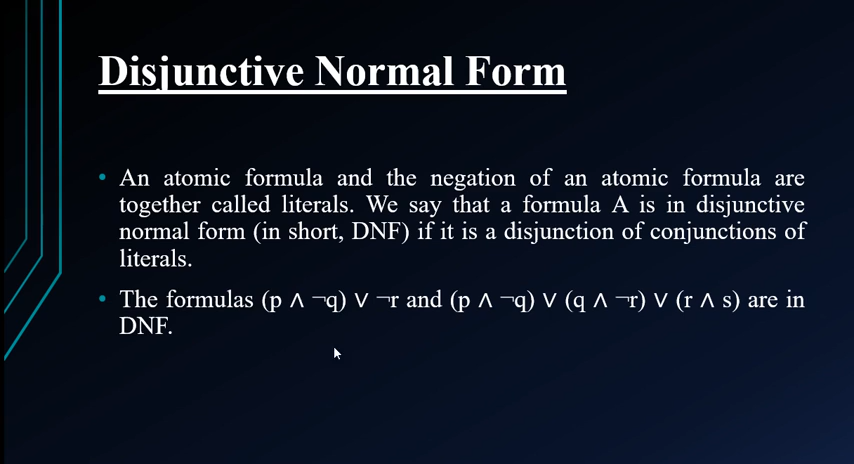 Disjunctive Normal Form
• An atomic formula and the negation of an atomic formula are
together called literals. We say that a formula A is in disjunctive
normal form (in short, DNF) if it is a disjunction of conjunctions of
literals.
• The formulas (p ∧ ¬q) ∨ ¬r and (p ∧ ¬q) ∨ (q ∧ ¬r) ∨ (r ∧ s) are in
DNF.